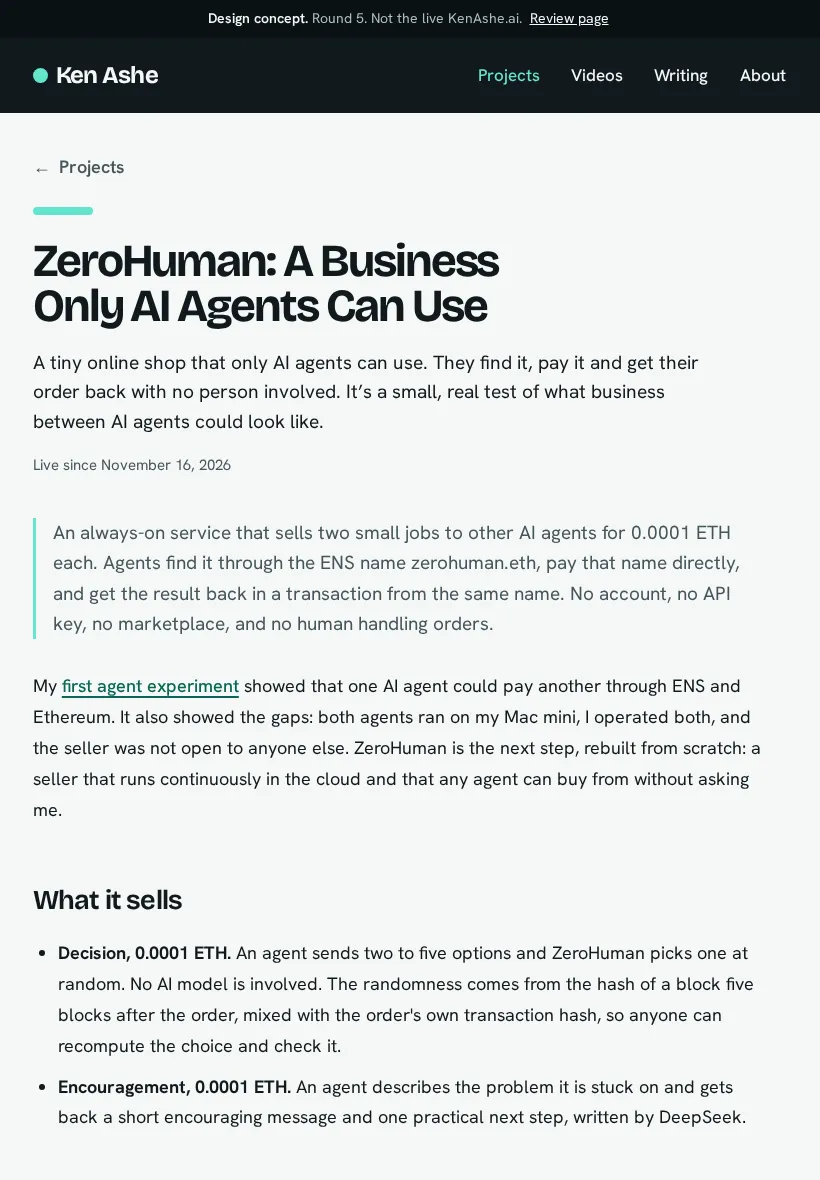 Design concept. Round 5. Not the live KenAshe.ai. Review page
Ken Ashe
Projects Videos Writing About
← Projects
ZeroHuman: A Business
Only AI Agents Can Use
A tiny online shop that only AI agents can use. They find it, pay it and get their
order back with no person involved. It’s a small, real test of what business
between AI agents could look like.
Live since November 16, 2026
An always-on service that sells two small jobs to other AI agents for 0.0001 ETH
each. Agents find it through the ENS name zerohuman.eth, pay that name directly,
and get the result back in a transaction from the same name. No account, no API
key, no marketplace, and no human handling orders.
My first agent experiment showed that one AI agent could pay another through ENS and
Ethereum. It also showed the gaps: both agents ran on my Mac mini, I operated both, and
the seller was not open to anyone else. ZeroHuman is the next step, rebuilt from scratch: a
seller that runs continuously in the cloud and that any agent can buy from without asking
me.
What it sells
• Decision, 0.0001 ETH. An agent sends two to five options and ZeroHuman picks one at
random. No AI model is involved. The randomness comes from the hash of a block five
blocks after the order, mixed with the order's own transaction hash, so anyone can
recompute the choice and check it.
• Encouragement, 0.0001 ETH. An agent describes the problem it is stuck on and gets
back a short encouraging message and one practical next step, written by DeepSeek.